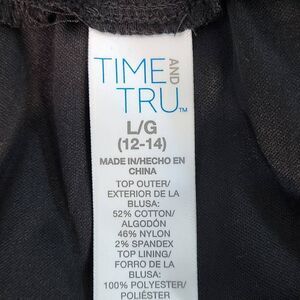 TIME AND
TRU™
L/G
(12-14)
MADE IN/HECHO EN
CHINA
TOP OUTER/
EXTERIOR DE LA
BLUSA:
52% COTTON/
ALGODÓN
46% NYLON
2% SPANDEX
TOP LINING/
FORRO DE LA
BLUSA:
100% POLYESTER/
POLIÉSTER